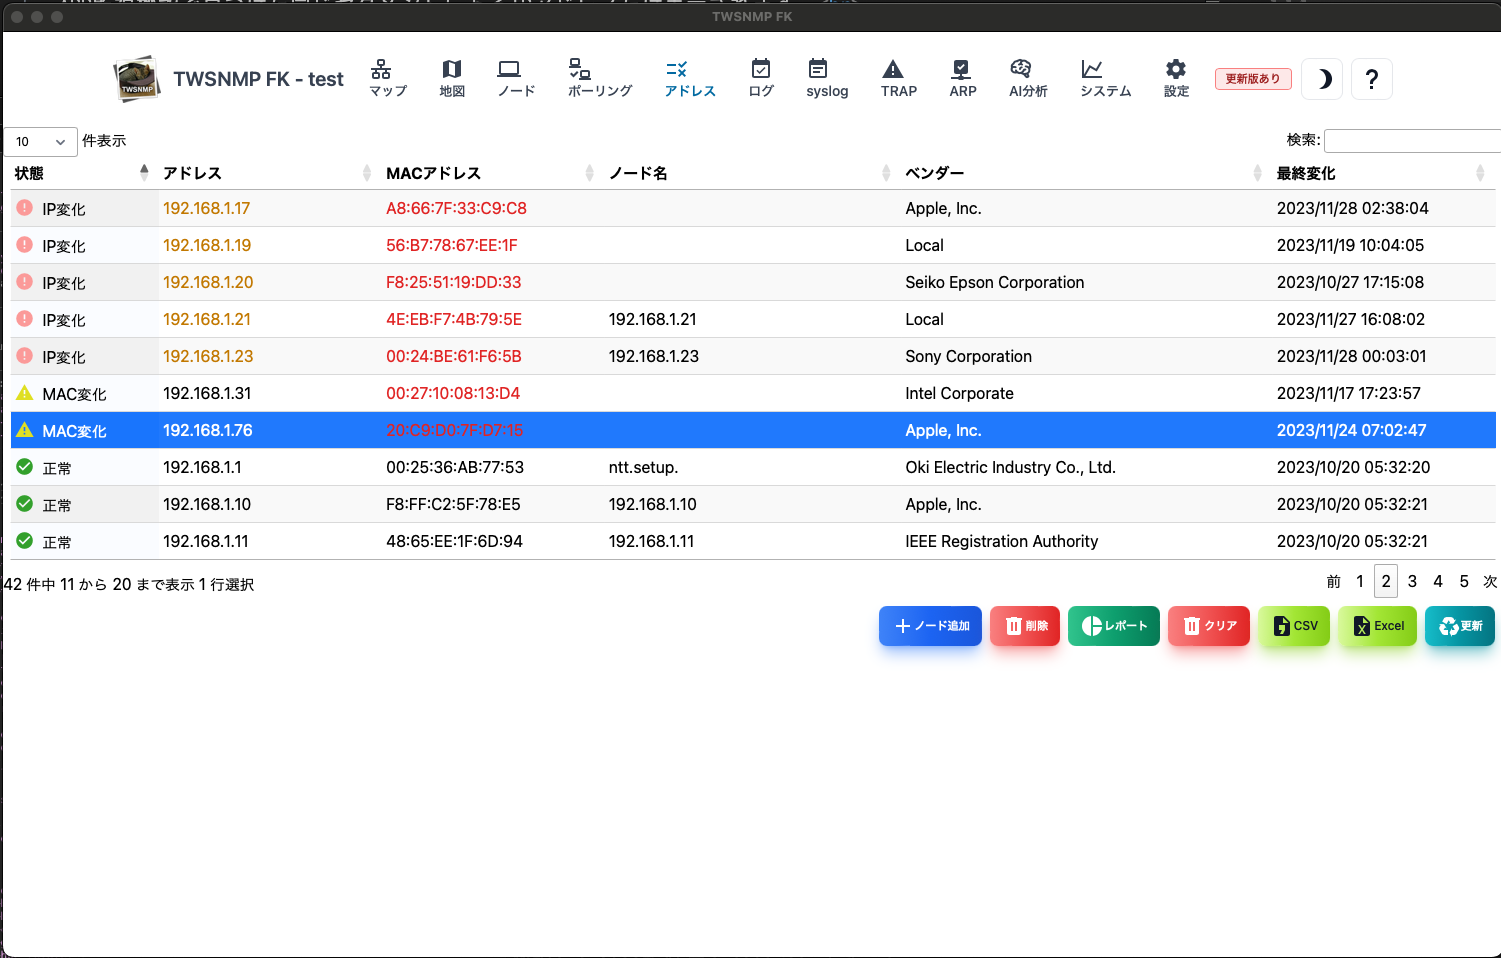 TWSNMP FK
TWSNMP
TWSNMP FK - test
マップ 地図 ノード ポーリング アドレス ログ syslog TRAP ARP AI分析 システム 設定 更新版あり ?
10 件表示 検索:
状態 アドレス MACアドレス ノード名 ベンダー 最終変化
IP変化 192.168.1.17 A8:66:7F:33:C9:C8 Apple, Inc. 2023/11/28 02:38:04
IP変化 192.168.1.19 56:B7:78:67:EE:1F Local 2023/11/19 10:04:05
IP変化 192.168.1.20 F8:25:51:19:DD:33 Seiko Epson Corporation 2023/10/27 17:15:08
IP変化 192.168.1.21 4E:EB:F7:4B:79:5E 192.168.1.21 Local 2023/11/27 16:08:02
IP変化 192.168.1.23 00:24:BE:61:F6:5B 192.168.1.23 Sony Corporation 2023/11/28 00:03:01
MAC変化 192.168.1.31 00:27:10:08:13:D4 Intel Corporate 2023/11/17 17:23:57
MAC変化 192.168.1.76 20:C9:D0:7F:D7:15 Apple, Inc. 2023/11/24 07:02:47
正常 192.168.1.1 00:25:36:AB:77:53 ntt.setup. Oki Electric Industry Co., Ltd. 2023/10/20 05:32:20
正常 192.168.1.10 F8:FF:C2:5F:78:E5 192.168.1.10 Apple, Inc. 2023/10/20 05:32:21
正常 192.168.1.11 48:65:EE:1F:6D:94 192.168.1.11 IEEE Registration Authority 2023/10/20 05:32:21
42 件中 11 から 20 まで表示 1 行選択 前 1 2 3 4 5 次
ノード追加 削除 レポート クリア CSV Excel 更新